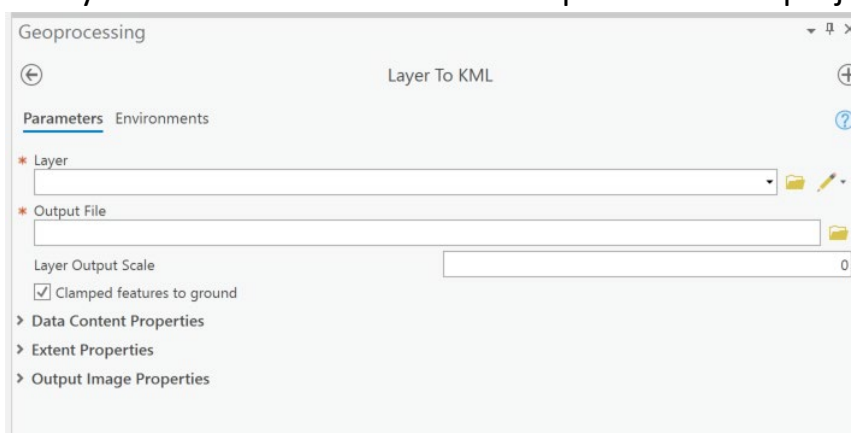 Geoprocessing
Layer To KML
Parameters Environments
* Layer
* Output File
Layer Output Scale 0
Clamped features to ground
> Data Content Properties
> Extent Properties
> Output Image Properties